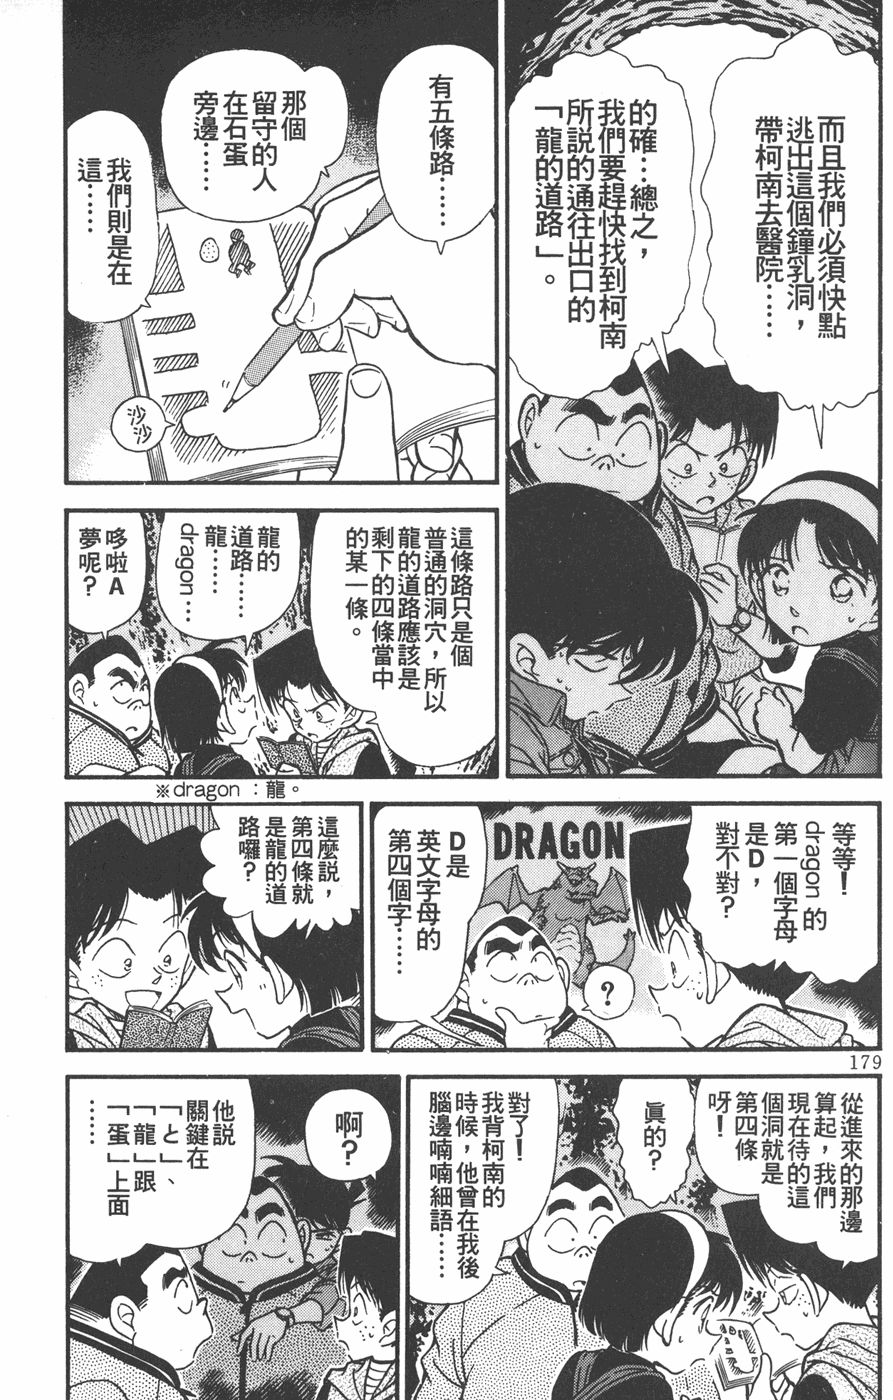 而且我們必須快點
逃出這個鐘乳洞，
帶柯南去醫院……
的確…總之，
我們要趕快找到柯南
所說的通往出口的
「龍的道路」。
有五條路……
那個
留守的人
在石蛋
旁邊……
我們則是在
這……
沙沙
這條路只是個
普通的洞穴，所以
龍的道路應該是
剩下的四條當中
的某一條。
龍的
道路……
龍……
dragon…
哆啦A
夢呢？
※dragon：龍。
等等！
dragon的
第一個字母
是D，
對不對？
DRAGON
D是
英文字母的
第四個字……
？
這麼說，
第四條就
是龍的道
路囉？
179
從進來的那邊
算起，我們
現在待的這
個洞就是
第四條
呀！
真的？
對了！
我背柯南的
時候，他曾在我後
腦邊喃喃細語……
啊？
他說
關鍵在
「と」、
「龍」跟
「蛋」上面
……